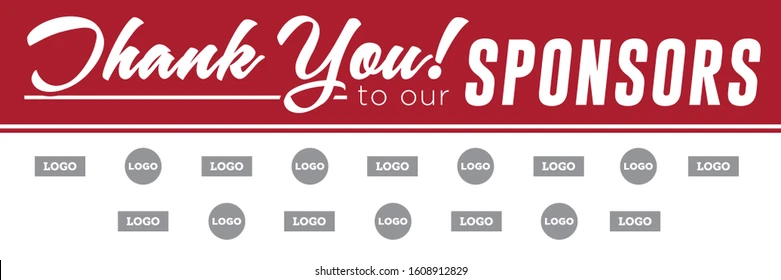 Thank You!
to our SPONSORS
LOGO LOGO LOGO LOGO LOGO LOGO LOGO LOGO LOGO
LOGO LOGO LOGO LOGO LOGO LOGO LOGO
shutterstock.com · 1608912829